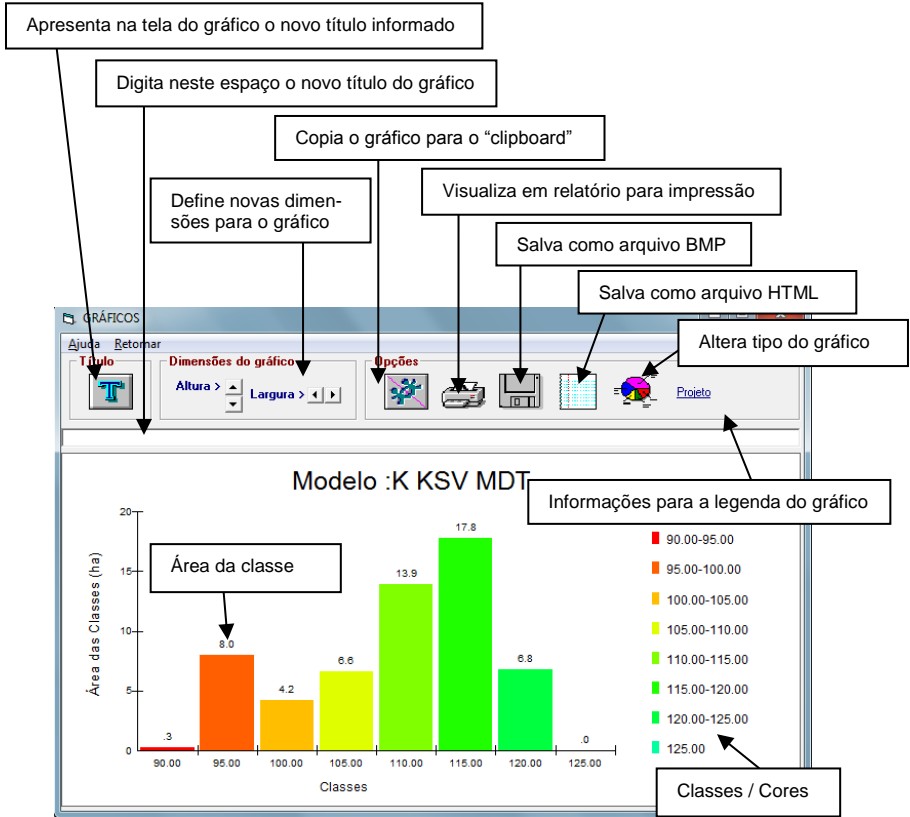 Apresenta na tela do gráfico o novo título informado
Digita neste espaço o novo título do gráfico
Copia o gráfico para o “clipboard”
Visualiza em relatório para impressão
Define novas dimen-
sões para o gráfico
Salva como arquivo BMP
Salva como arquivo HTML
Altera tipo do gráfico
GRÁFICOS
Ajuda Retornar
Título
Dimensões do gráfico
Opções
Altura >
Largura >
Projeto
Informações para a legenda do gráfico
Modelo :K KSV MDT
Área das Classes (ha)
20
15
10
5
0
Área da classe
.3
8.0
4.2
6.6
13.9
17.8
6.8
.0
90.00 95.00 100.00 105.00 110.00 115.00 120.00 125.00
Classes
90.00-95.00
95.00-100.00
100.00-105.00
105.00-110.00
110.00-115.00
115.00-120.00
120.00-125.00
125.00
Classes / Cores